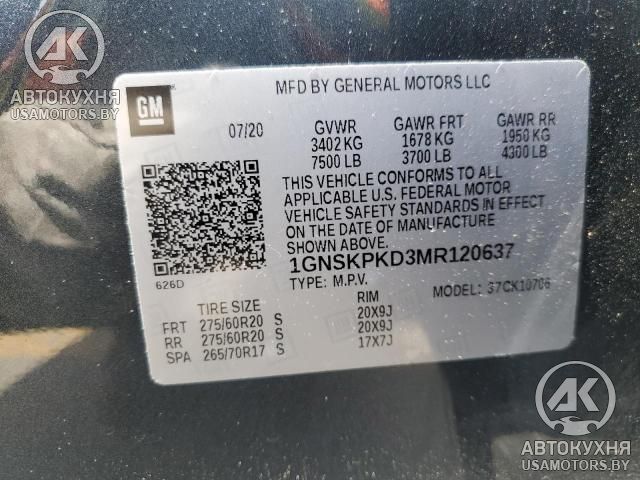 AK
АВТОКУХНЯ
USAMOTORS.BY
GM
MFD BY GENERAL MOTORS LLC
07/20 GVWR GAWR FRT GAWR RR
3402 KG 1678 KG 1950 KG
7500 LB 3700 LB 4300 LB
THIS VEHICLE CONFORMS TO ALL
APPLICABLE U.S. FEDERAL MOTOR
VEHICLE SAFETY STANDARDS IN EFFECT
ON THE DATE OF MANUFACTURE
1GNSKPKD3MR120637
626D
TYPE: M.P.V. MODEL: 37CK10706
TIRE SIZE RIM
FRT 275/60R20 S 20X9J
RR 275/60R20 S 20X9J
SPA 265/70R17 S 17X7J
AK
АВТОКУХНЯ
USAMOTORS.BY